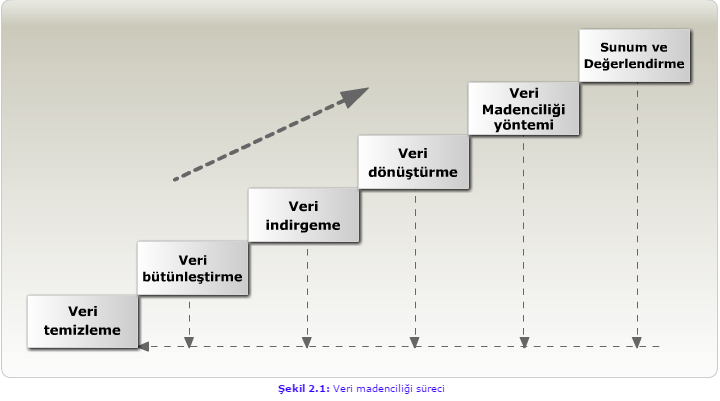 Sunum ve
Değerlendirme
Veri
Madenciliği
yöntemi
Veri
dönüştürme
Veri
indirgeme
Veri
bütünleştirme
Veri
temizleme
Şekil 2.1: Veri madenciliği süreci